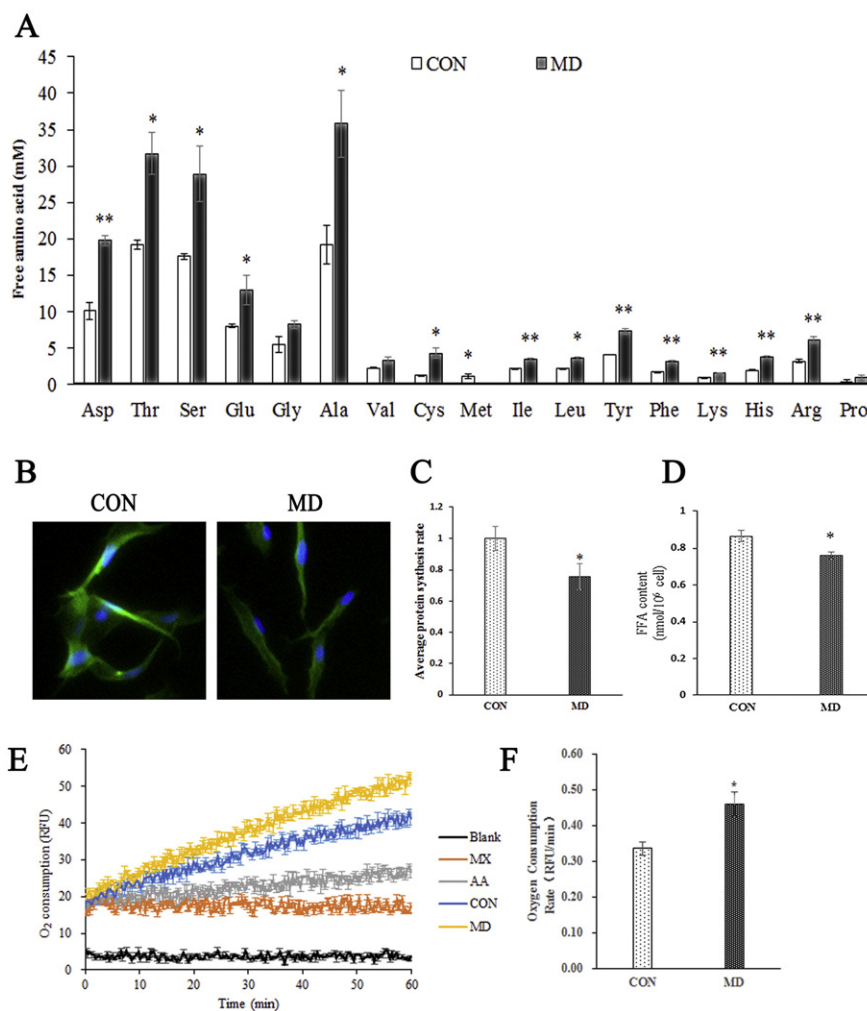 A
CON MD
Free amino acid (mM)
45
40
35
30
25
20
15
10
5
0
** * * * * * * ** * ** ** ** ** **
Asp Thr Ser Glu Gly Ala Val Cys Met Ile Leu Tyr Phe Lys His Arg Pro
B
CON MD
C
Average protein systhesis rate
1.2
1
0.8
0.6
0.4
0.2
0
*
CON MD
D
FFA content
(nmol/10⁶ cell)
1
0.8
0.6
0.4
0.2
0
*
CON MD
E
O₂ consumption (RFU)
60
50
40
30
20
10
0
0 10 20 30 40 50 60
Time (min)
Blank
MX
AA
CON
MD
F
Oxygen Consumption
Rate (RFU/min)
0.60
0.50
0.40
0.30
0.20
0.10
0.00
*
CON MD